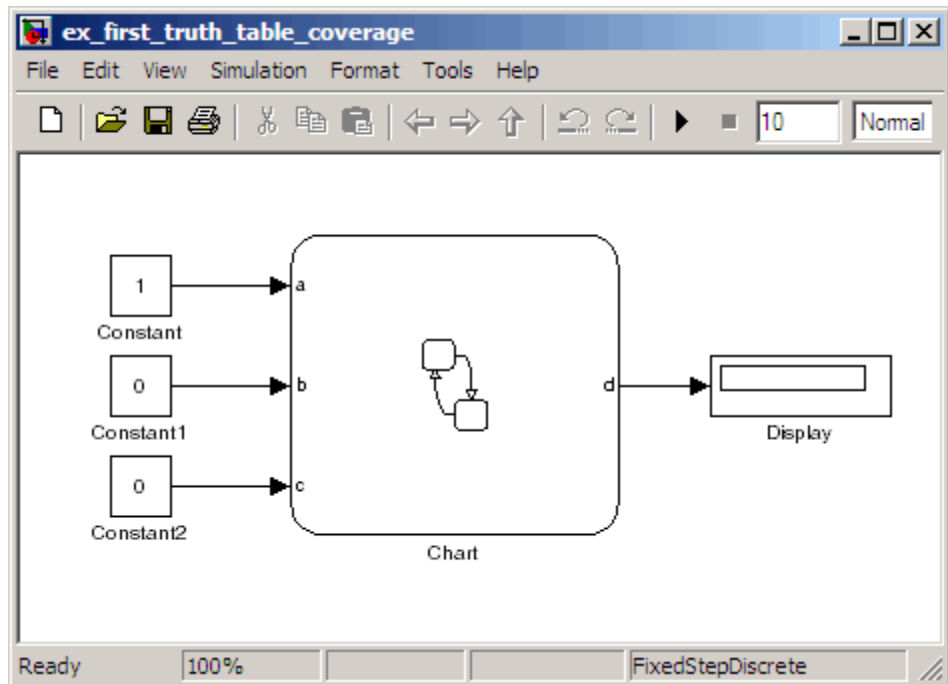 ex_first_truth_table_coverage
File Edit View Simulation Format Tools Help
10 Normal
1
a
Constant
0
b
d
Constant1
Display
0
c
Constant2
Chart
Ready 100% FixedStepDiscrete